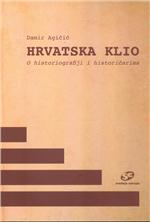 Damir Agičić
HRVATSKA KLIO
O historiografiji i historičarima